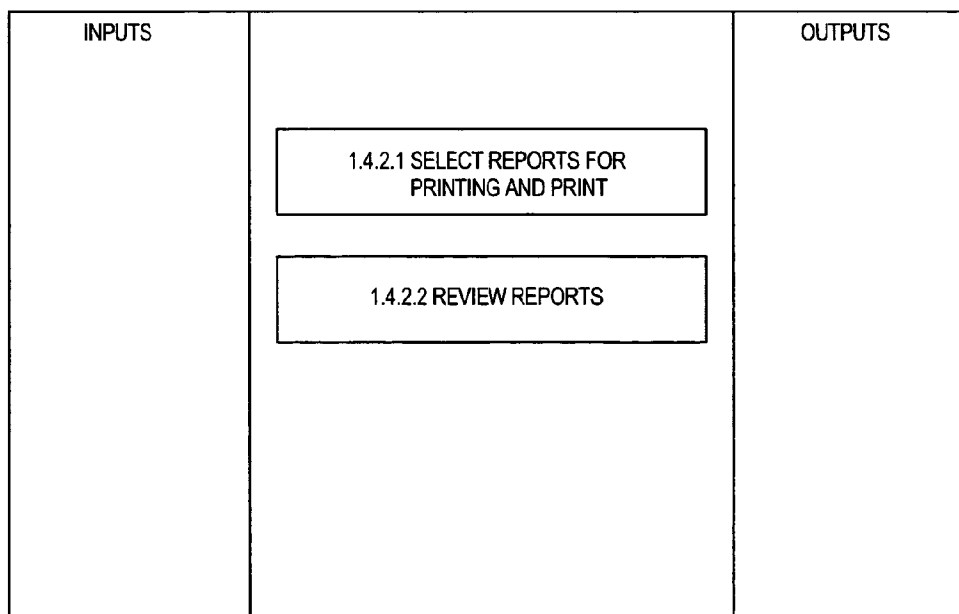 INPUTS
OUTPUTS
1.4.2.1 SELECT REPORTS FOR
PRINTING AND PRINT
1.4.2.2 REVIEW REPORTS